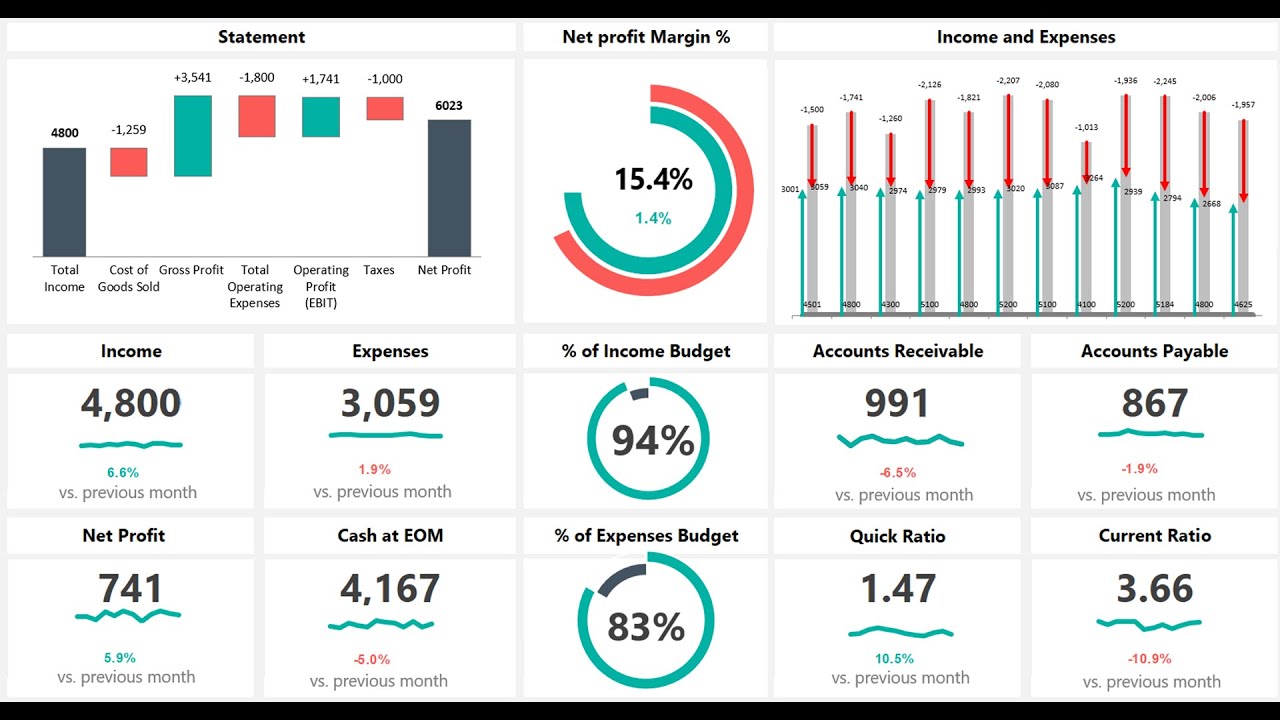 Statement
+3,541
-1,800
+1,741
-1,000
6023
4800
-1,259
Total
Income
Cost of
Goods Sold
Gross Profit
Total
Operating
Expenses
Operating
Profit
(EBIT)
Taxes
Net Profit
Net profit Margin %
15.4%
1.4%
Income and Expenses
-1,500
-1,741
-1,260
-2,126
-1,821
-2,207
-2,080
-1,013
-1,936
-2,245
-2,006
-1,957
3001
3059
3040
2974
2979
2993
3020
3087
2939
2794
2668
4501
4800
4300
5100
4800
5200
5100
4100
5200
5184
4800
4625
Income
4,800
6.6%
vs. previous month
Expenses
3,059
1.9%
vs. previous month
% of Income Budget
94%
Accounts Receivable
991
-6.5%
vs. previous month
Accounts Payable
867
-1.9%
vs. previous month
Net Profit
741
5.9%
vs. previous month
Cash at EOM
4,167
-5.0%
vs. previous month
% of Expenses Budget
83%
Quick Ratio
1.47
10.5%
vs. previous month
Current Ratio
3.66
-10.9%
vs. previous month